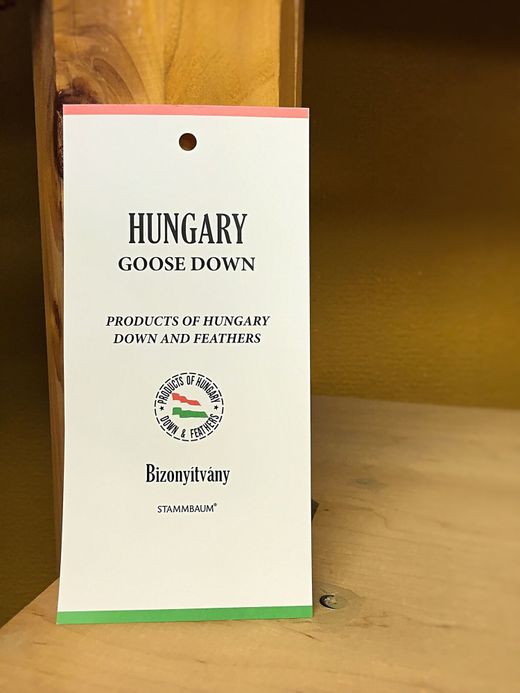 HUNGARY
GOOSE DOWN
PRODUCTS OF HUNGARY
DOWN AND FEATHERS
PRODUCTS OF HUNGARY
★ ★
DOWN & FEATHERS
Bizonyítvány
STAMMBAUM®